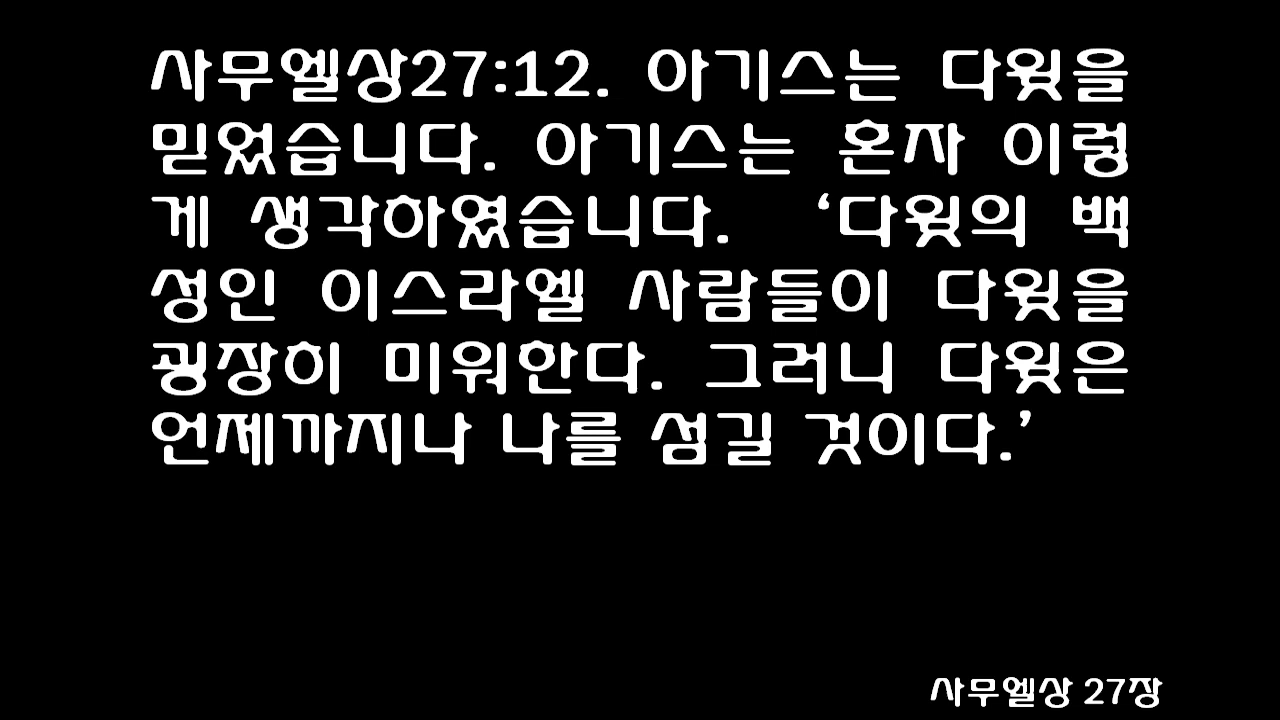 사무엘상27:12. 아기스는 다윗을
믿었습니다. 아기스는 혼자 이렇
게 생각하였습니다. ‘다윗의 백
성인 이스라엘 사람들이 다윗을
굉장히 미워한다. 그러니 다윗은
언제까지나 나를 섬길 것이다.’
사무엘상 27장